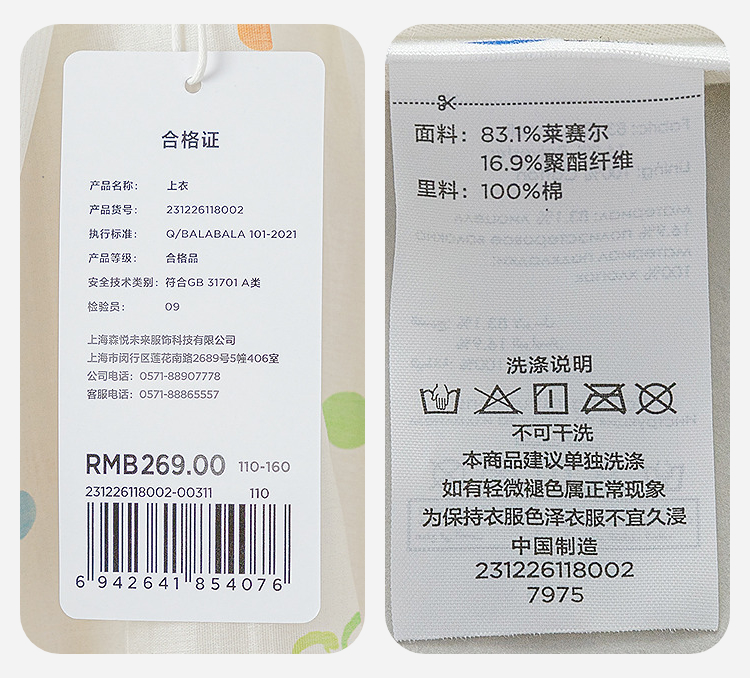 合格证
产品名称： 上衣
产品货号： 231226118002
执行标准： Q/BALABALA 101-2021
产品等级： 合格品
安全技术类别：符合GB 31701 A类
检验员： 09
上海森悦未来服饰科技有限公司
上海市闵行区莲花南路2689号5幢406室
公司电话：0571-88907778
客服电话：0571-88865557
RMB269.00 110-160
231226118002-00311 110
6 942641 854076
面料：83.1%莱赛尔
16.9%聚酯纤维
里料：100%棉
洗涤说明
不可干洗
本商品建议单独洗涤
如有轻微褪色属正常现象
为保持衣服色泽衣服不宜久浸
中国制造
231226118002
7975